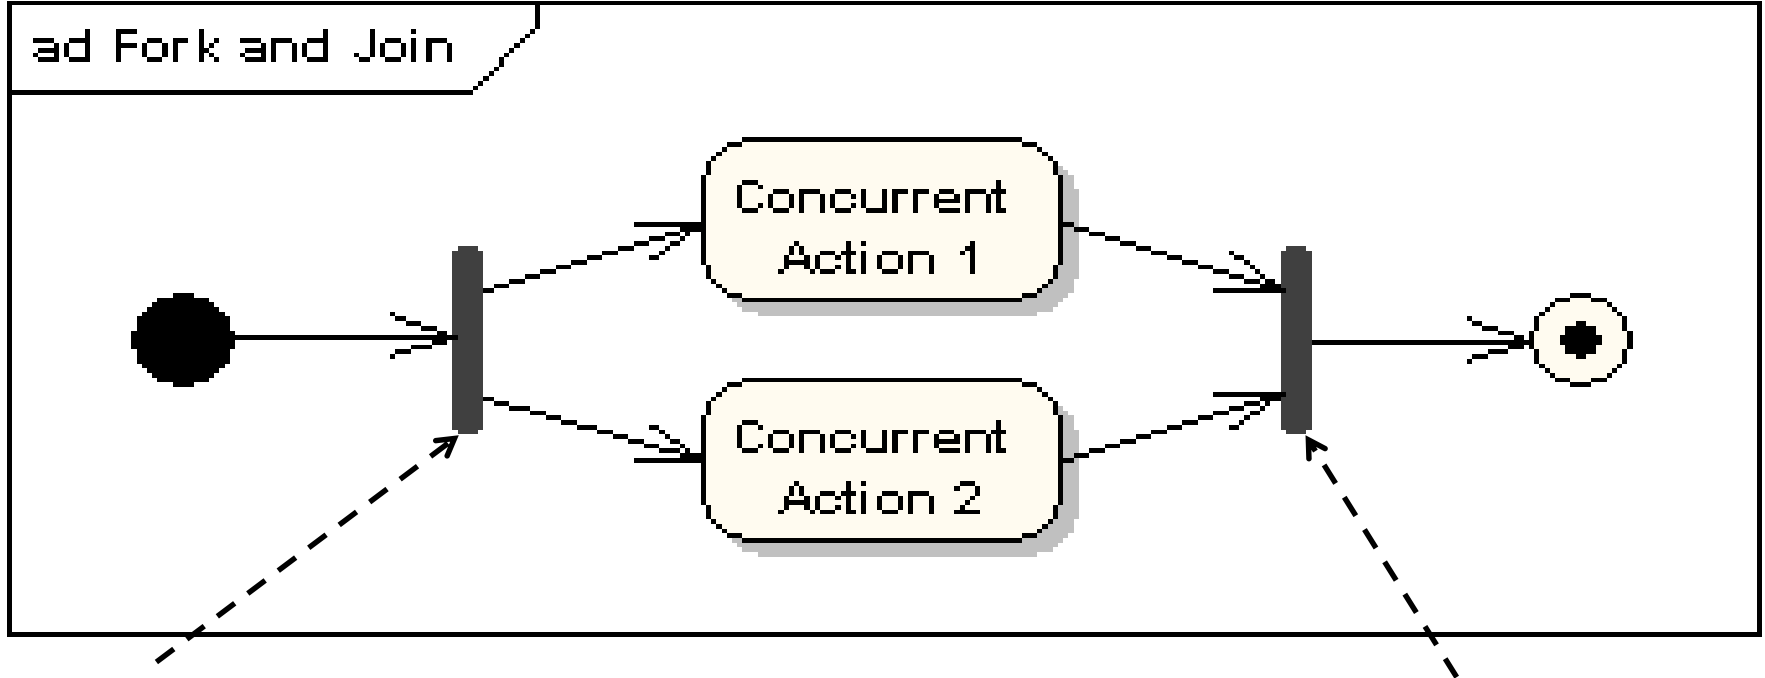 ad Fork and Join
Concurrent
Action 1
Concurrent
Action 2